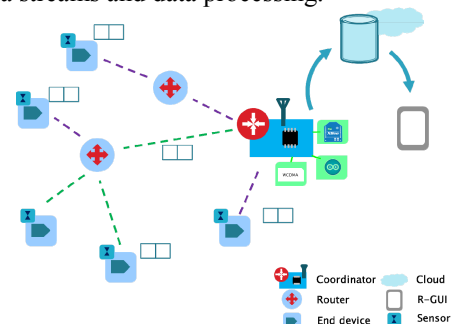 a streams and data processing.
WCDMA
Coordinator
Cloud
Router
R-GUI
End device
Sensor